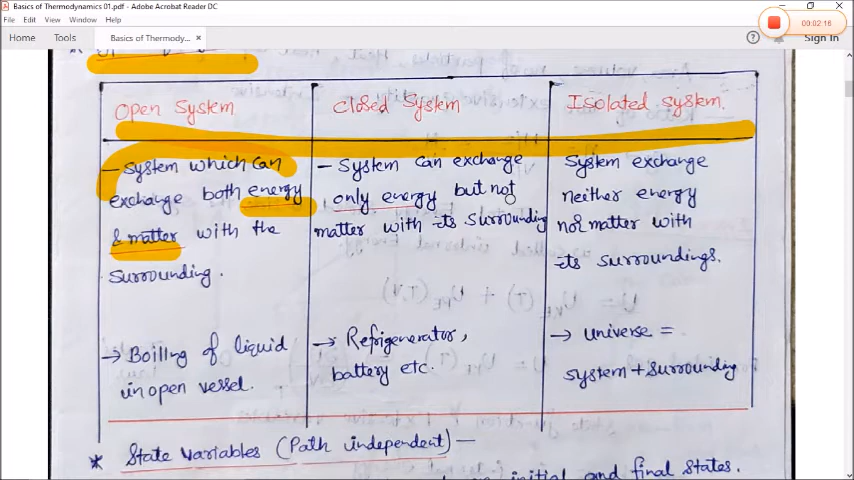 Basics of Thermodynamics 01.pdf - Adobe Acrobat Reader DC
File Edit View Window Help
00:02:16
Home Tools Basics of Thermody... × Sign In
Open System
Closed System
Isolated system.
- System which can
exchange both energy
& matter with the
Surrounding.
→ Boiling of liquid
in open vessel.
- System can exchange
only energy but not
matter with its Surrounding
→ Refrigenerator,
battery etc.
System exchange
neither energy
nor matter with
its surroundings.
→ Universe =
system + Surrounding
* State Variables (Path independent) —
initial and final states.